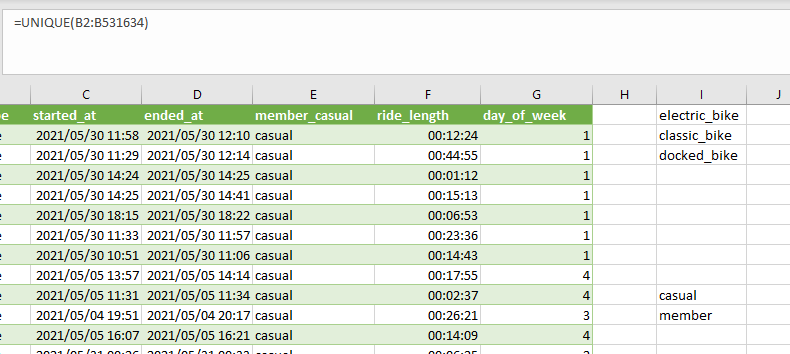 =UNIQUE(B2:B531634)
C D E F G H I J
e started_at ended_at member_casual ride_length day_of_week electric_bike
e 2021/05/30 11:58 2021/05/30 12:10 casual 00:12:24 1 classic_bike
e 2021/05/30 11:29 2021/05/30 12:14 casual 00:44:55 1 docked_bike
e 2021/05/30 14:24 2021/05/30 14:25 casual 00:01:12 1
e 2021/05/30 14:25 2021/05/30 14:41 casual 00:15:13 1
e 2021/05/30 18:15 2021/05/30 18:22 casual 00:06:53 1
e 2021/05/30 11:33 2021/05/30 11:57 casual 00:23:36 1
e 2021/05/30 10:51 2021/05/30 11:06 casual 00:14:43 1
e 2021/05/05 13:57 2021/05/05 14:14 casual 00:17:55 4
e 2021/05/05 11:31 2021/05/05 11:34 casual 00:02:37 4 casual
e 2021/05/04 19:51 2021/05/04 20:17 casual 00:26:21 3 member
e 2021/05/05 16:07 2021/05/05 16:21 casual 00:14:09 4